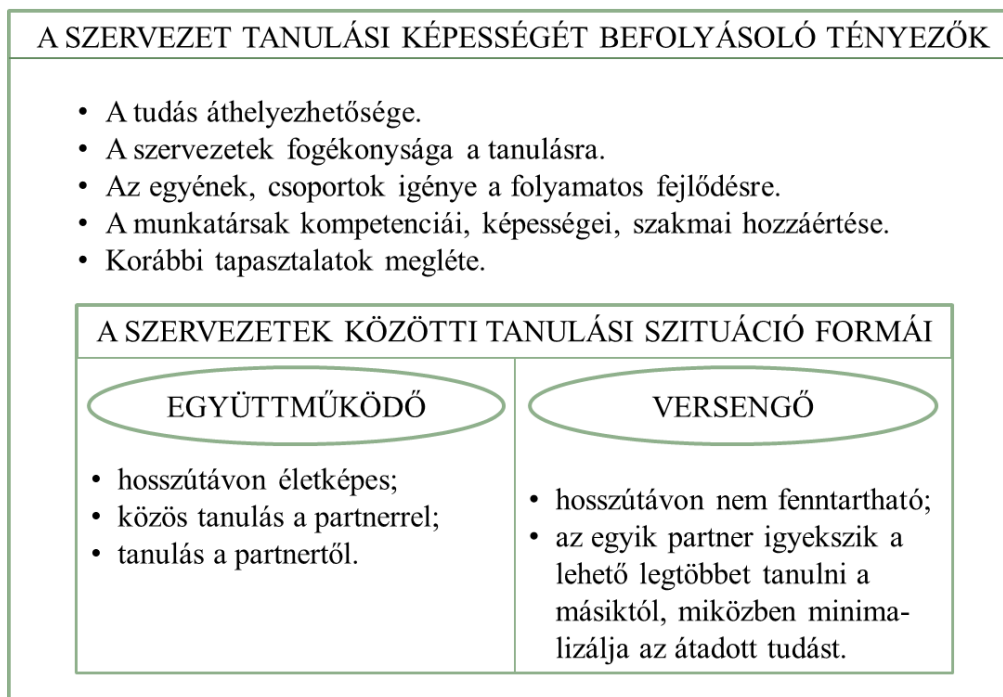 A SZERVEZET TANULÁSI KÉPESSÉGÉT BEFOLYÁSOLÓ TÉNYEZŐK
• A tudás áthelyezhetősége.
• A szervezetek fogékonysága a tanulásra.
• Az egyének, csoportok igénye a folyamatos fejlődésre.
• A munkatársak kompetenciái, képességei, szakmai hozzáértése.
• Korábbi tapasztalatok megléte.
A SZERVEZETEK KÖZÖTTI TANULÁSI SZITUÁCIÓ FORMÁI
EGYÜTTMŰKÖDŐ
• hosszútávon életképes;
• közös tanulás a partnerrel;
• tanulás a partnertől.
VERSENGŐ
• hosszútávon nem fenntartható;
• az egyik partner igyekszik a
lehető legtöbbet tanulni a
másiktól, miközben minima-
lizálja az átadott tudást.